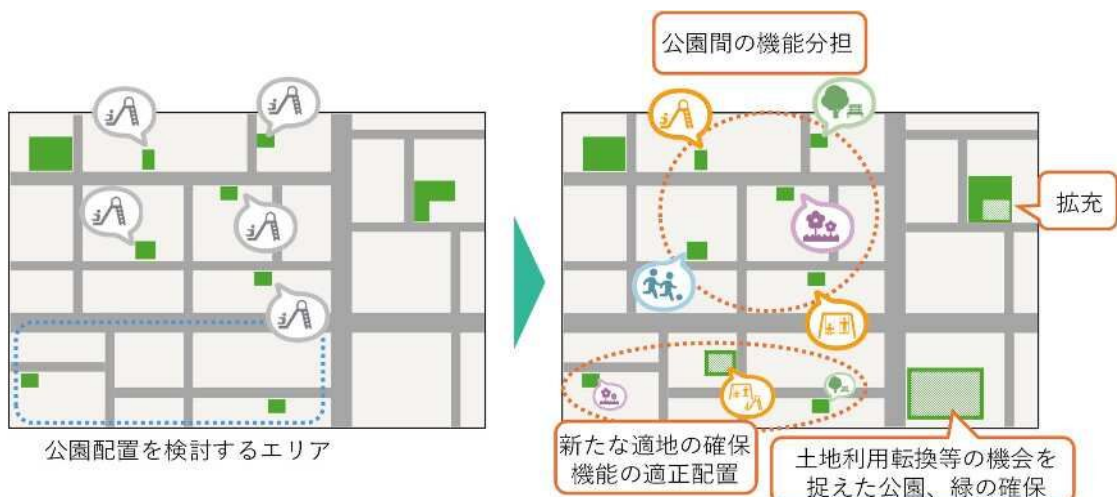 公園間の機能分担
拡充
公園配置を検討するエリア
新たな適地の確保
機能の適正配置
土地利用転換等の機会を
捉えた公園、緑の確保